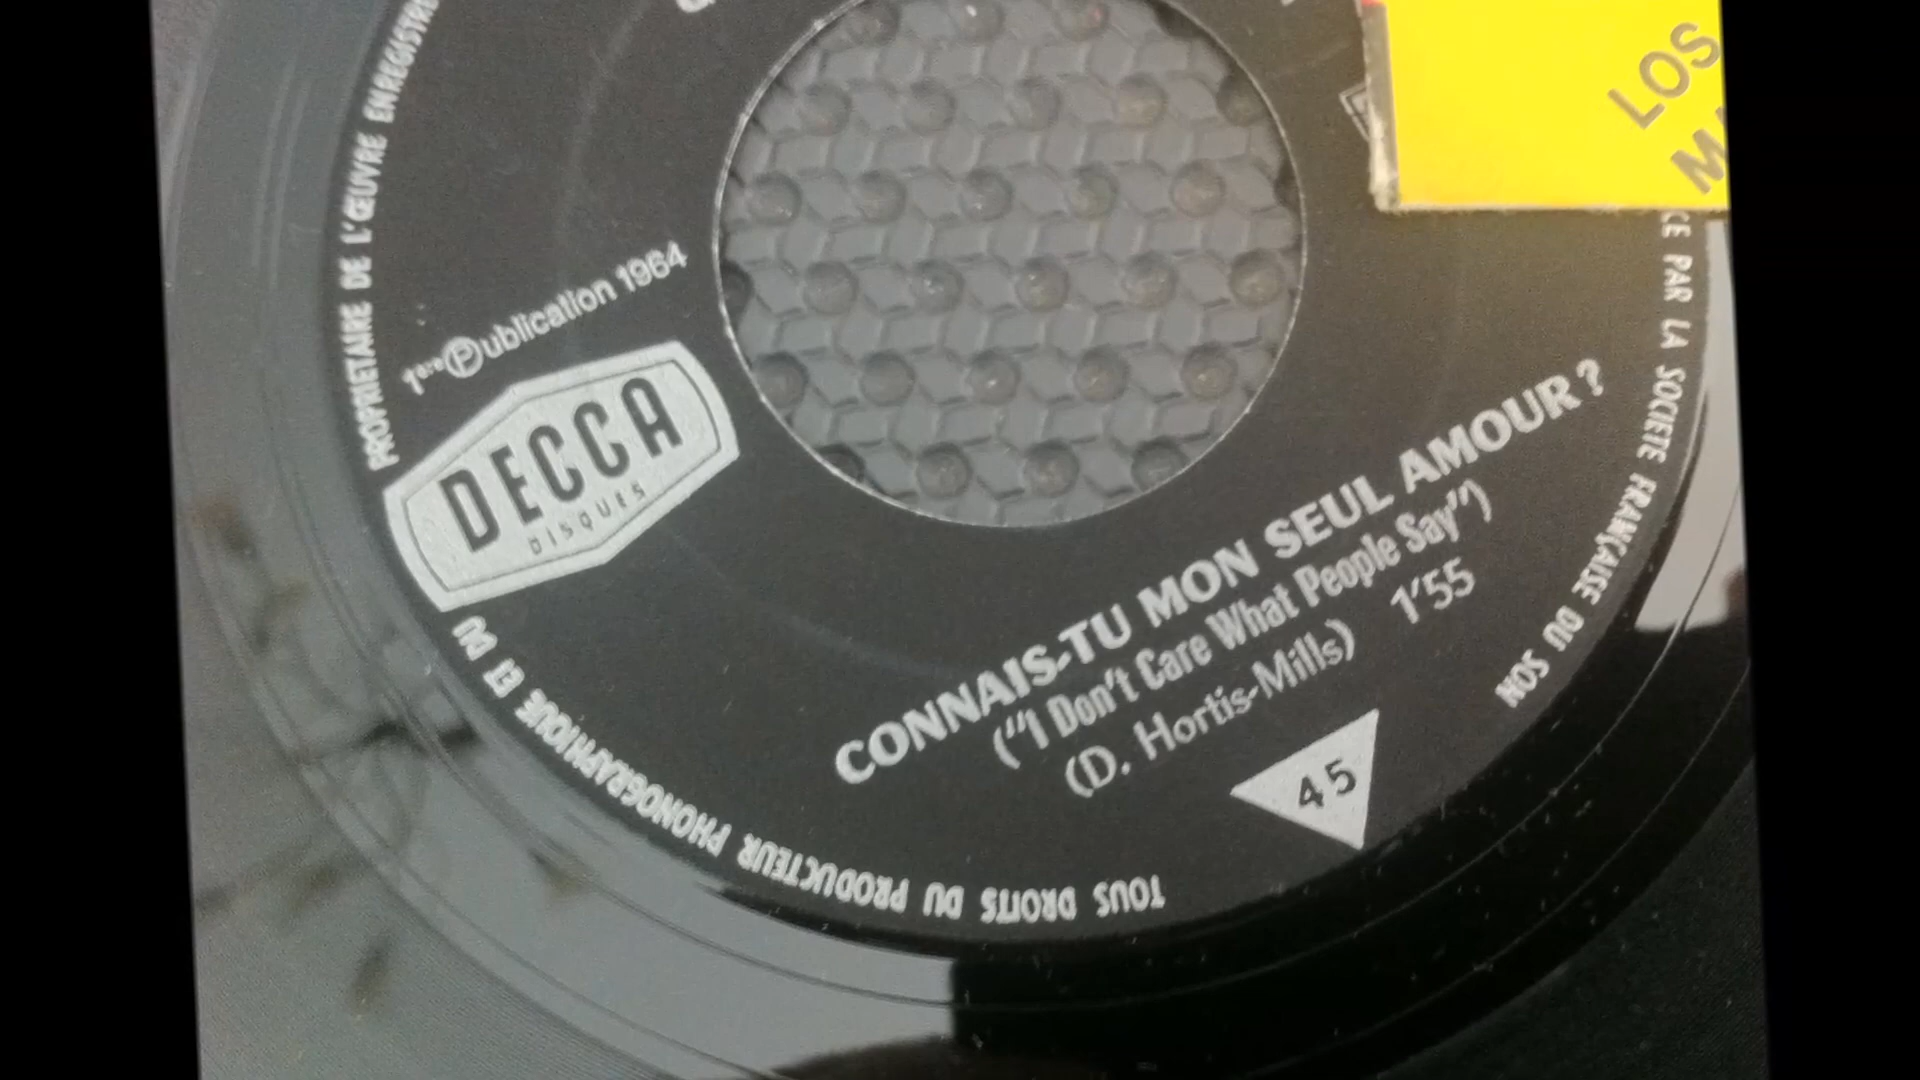 PROPRIETAIRE DE L'ŒUVRE ENREGISTRE
1ère Publication 1964
DECCA
DISQUES
CONNAIS-TU MON SEUL AMOUR ?
("I Don't Care What People Say")
(D. Hortis-Mills) 1'55
45
TOUS DROITS DU PRODUCTEUR PHONOGRAPHIQUE ET DU
CE PAR LA SOCIETE FRANÇAISE DU SON
LOS